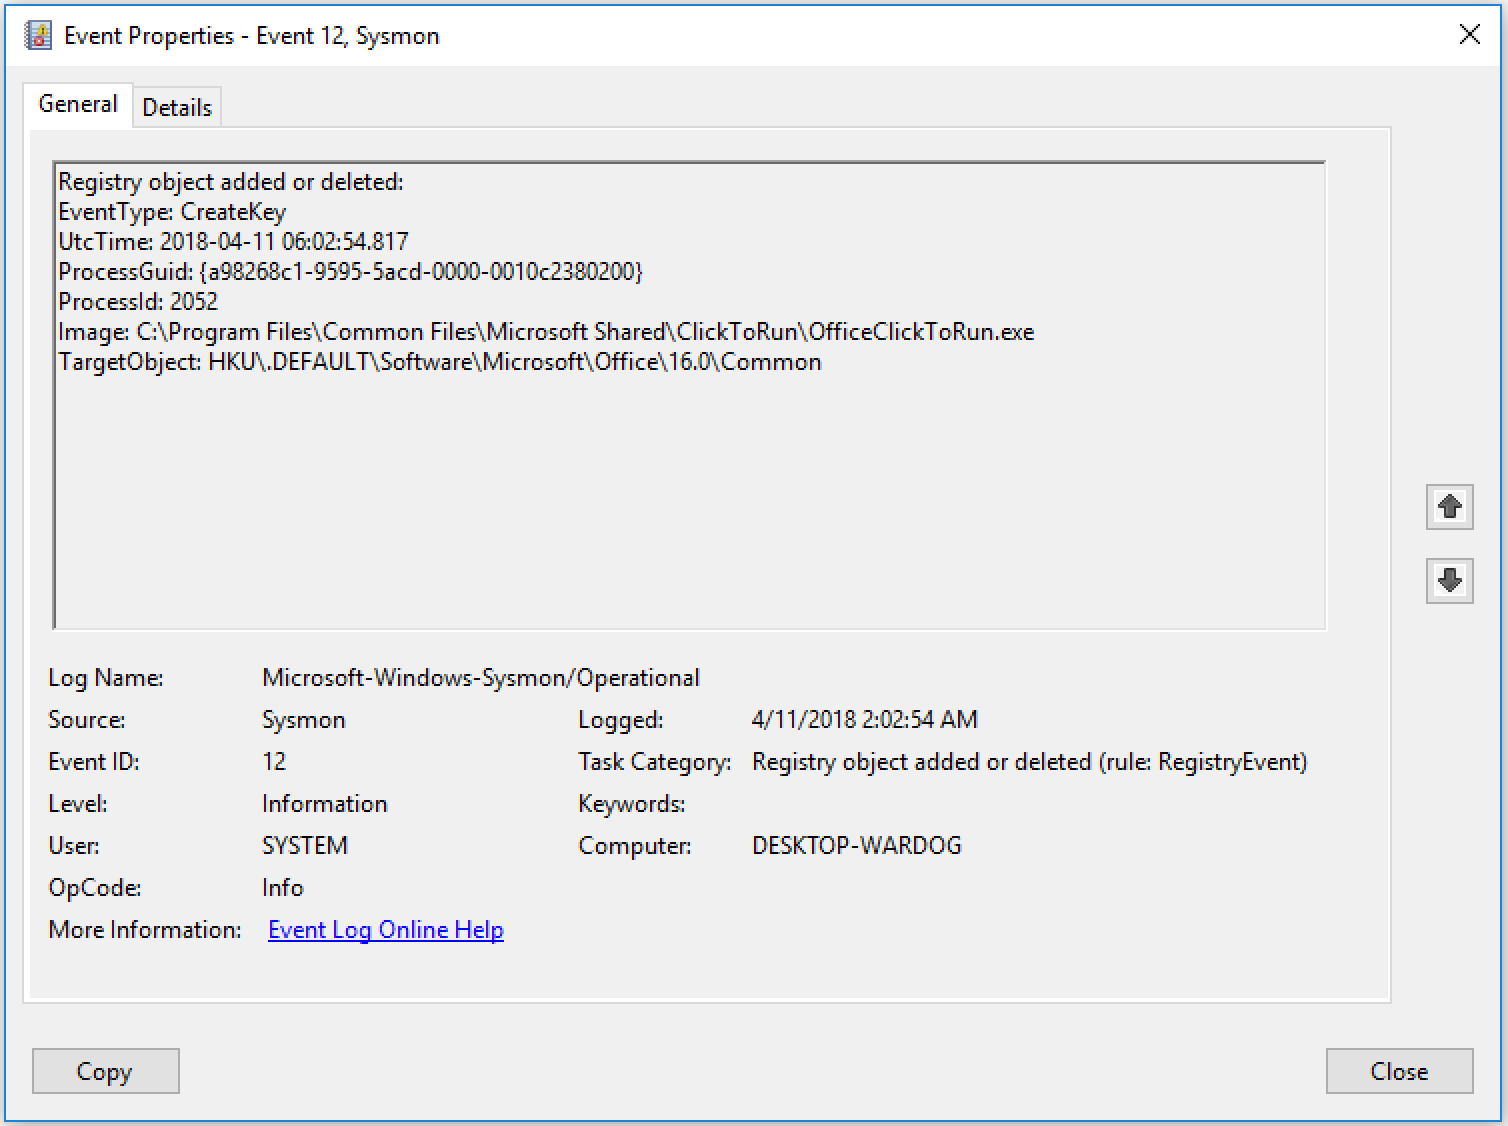 Event Properties - Event 12, Sysmon
General Details
Registry object added or deleted:
EventType: CreateKey
UtcTime: 2018-04-11 06:02:54.817
ProcessGuid: {a98268c1-9595-5acd-0000-0010c2380200}
ProcessId: 2052
Image: C:\Program Files\Common Files\Microsoft Shared\ClickToRun\OfficeClickToRun.exe
TargetObject: HKU\.DEFAULT\Software\Microsoft\Office\16.0\Common
Log Name: Microsoft-Windows-Sysmon/Operational
Source: Sysmon Logged: 4/11/2018 2:02:54 AM
Event ID: 12 Task Category: Registry object added or deleted (rule: RegistryEvent)
Level: Information Keywords:
User: SYSTEM Computer: DESKTOP-WARDOG
OpCode: Info
More Information: Event Log Online Help
Copy Close